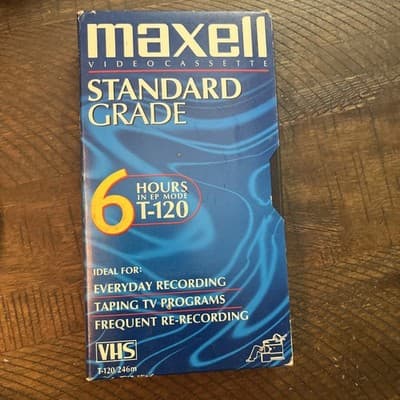 maxell
VIDEOCASSETTE
STANDARD
GRADE
6 HOURS
IN EP MODE
T-120
IDEAL FOR:
EVERYDAY RECORDING
TAPING TV PROGRAMS
FREQUENT RE-RECORDING
VHS
T-120/246m